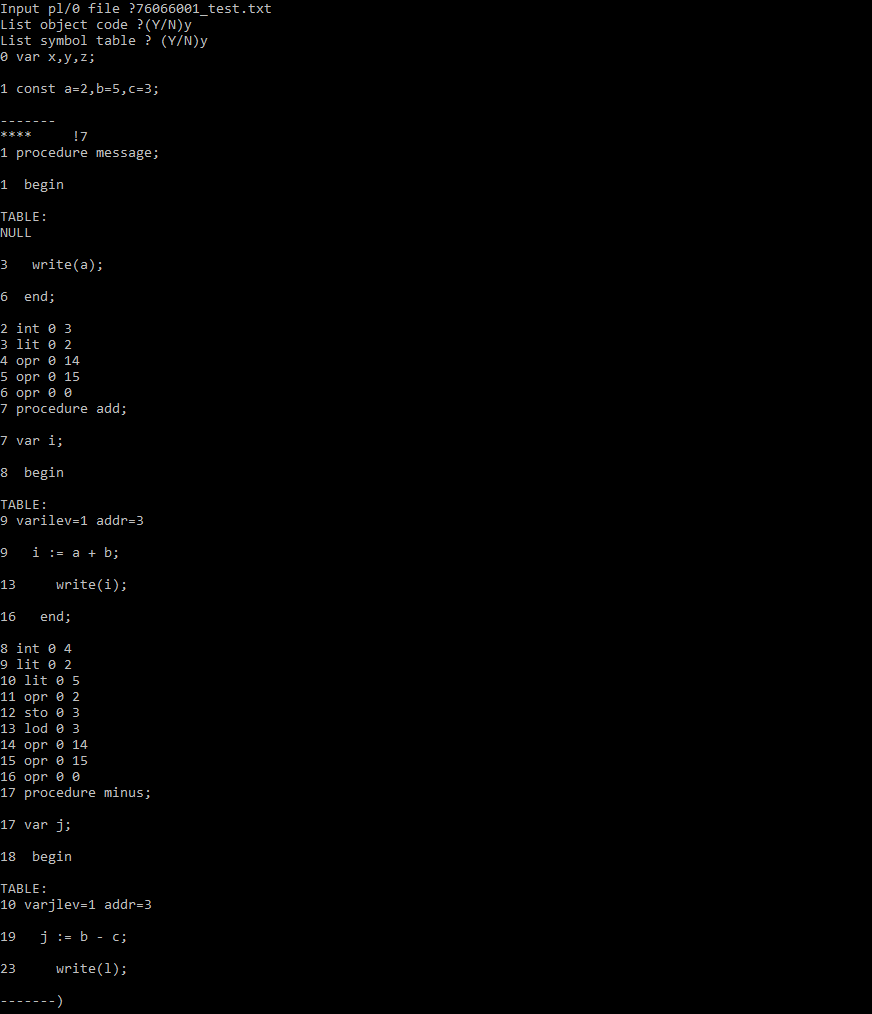 Input pl/0 file ?76066001_test.txt
List object code ?(Y/N)y
List symbol table ? (Y/N)y
0 var x,y,z;
1 const a=2,b=5,c=3;
-------
****     !7
1 procedure message;
1  begin
TABLE:
NULL
3   write(a);
6  end;
2 int 0 3
3 lit 0 2
4 opr 0 14
5 opr 0 15
6 opr 0 0
7 procedure add;
7 var i;
8  begin
TABLE:
9 varilev=1 addr=3
9   i := a + b;
13     write(i);
16   end;
8 int 0 4
9 lit 0 2
10 lit 0 5
11 opr 0 2
12 sto 0 3
13 lod 0 3
14 opr 0 14
15 opr 0 15
16 opr 0 0
17 procedure minus;
17 var j;
18  begin
TABLE:
10 varjlev=1 addr=3
19   j := b - c;
23     write(l);
-------)